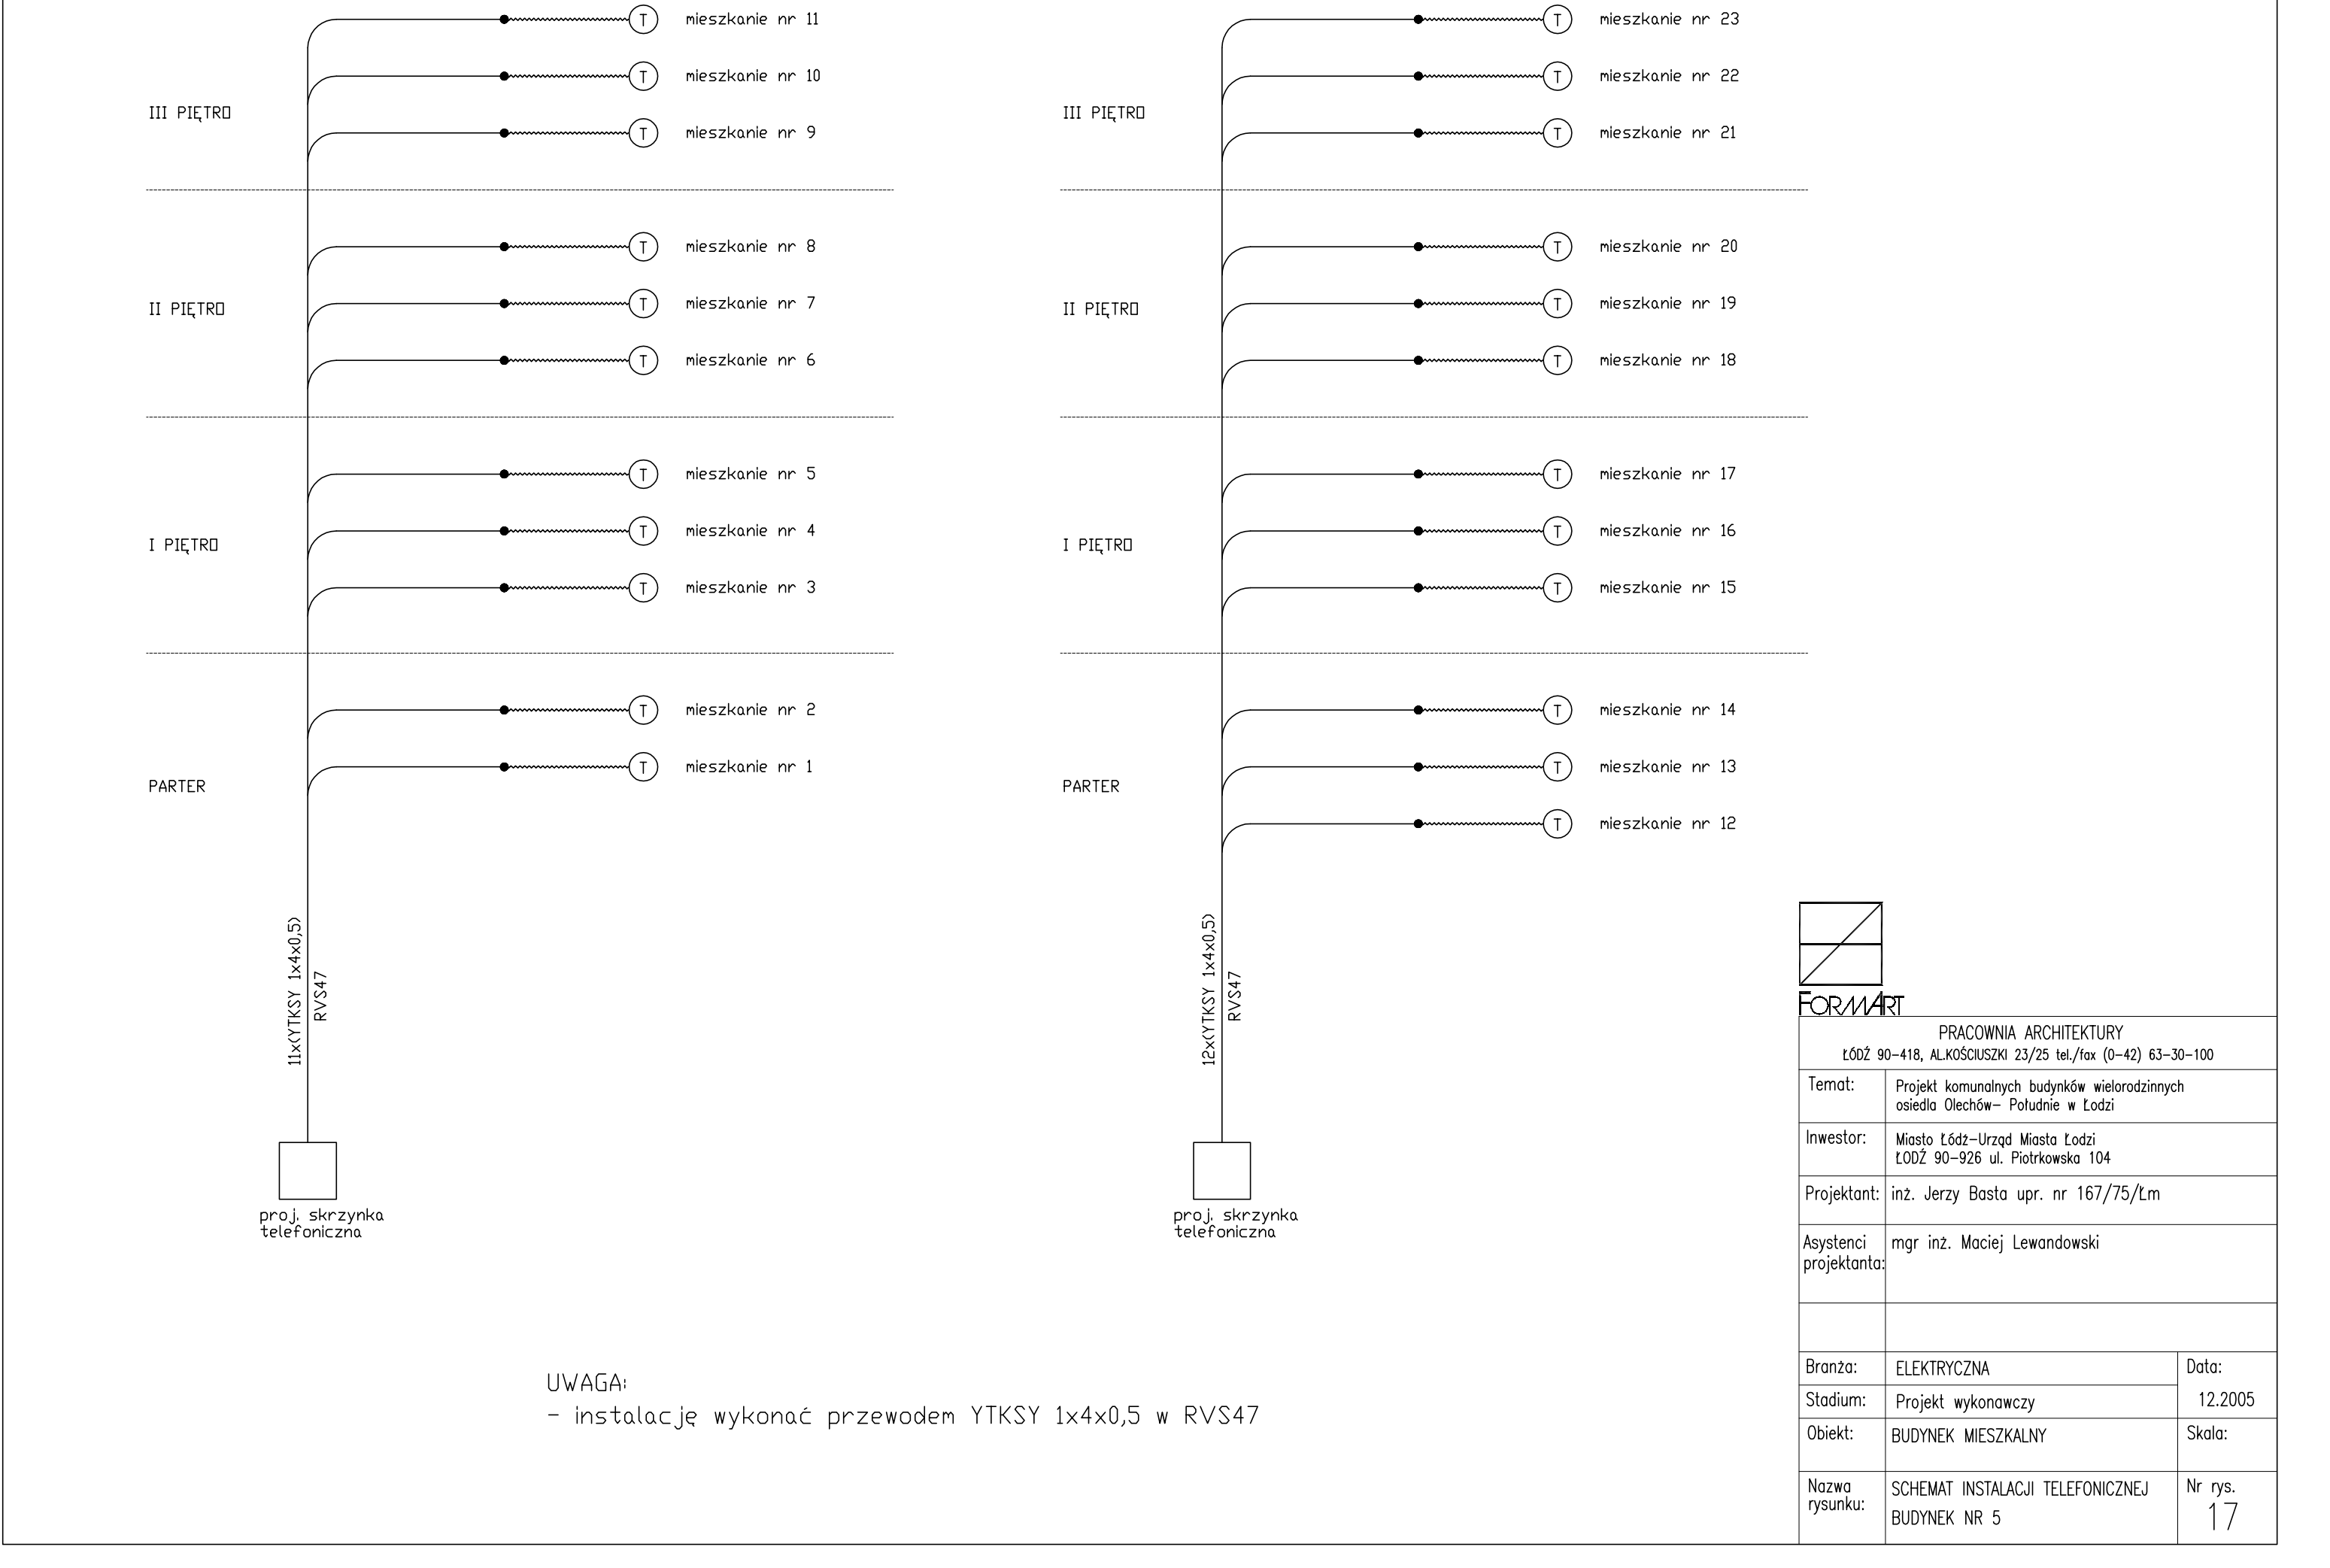 T mieszkanie nr 11
T mieszkanie nr 10
III PIĘTRO
T mieszkanie nr 9
T mieszkanie nr 8
T mieszkanie nr 7
II PIĘTRO
T mieszkanie nr 6
T mieszkanie nr 5
T mieszkanie nr 4
I PIĘTRO
T mieszkanie nr 3
T mieszkanie nr 2
T mieszkanie nr 1
PARTER
11x(YTKSY 1x4x0,5)
RVS47
proj. skrzynka
telefoniczna
T mieszkanie nr 23
T mieszkanie nr 22
III PIĘTRO
T mieszkanie nr 21
T mieszkanie nr 20
T mieszkanie nr 19
II PIĘTRO
T mieszkanie nr 18
T mieszkanie nr 17
T mieszkanie nr 16
I PIĘTRO
T mieszkanie nr 15
T mieszkanie nr 14
T mieszkanie nr 13
PARTER
T mieszkanie nr 12
12x(YTKSY 1x4x0,5)
RVS47
proj. skrzynka
telefoniczna
UWAGA:
- instalację wykonać przewodem YTKSY 1x4x0,5 w RVS47
FORMART
PRACOWNIA ARCHITEKTURY
ŁÓDŹ 90-418, AL.KOŚCIUSZKI 23/25 tel./fax (0-42) 63-30-100
Temat: Projekt komunalnych budynków wielorodzinnych
osiedla Olechów- Południe w Łodzi
Inwestor: Miasto Łódż-Urząd Miasta Łodzi
ŁODŹ 90-926 ul. Piotrkowska 104
Projektant: inż. Jerzy Basta upr. nr 167/75/Łm
Asystenci projektanta: mgr inż. Maciej Lewandowski
Branża: ELEKTRYCZNA
Data:
Stadium: Projekt wykonawczy
12.2005
Obiekt: BUDYNEK MIESZKALNY
Skala:
Nazwa rysunku: SCHEMAT INSTALACJI TELEFONICZNEJ
BUDYNEK NR 5
Nr rys.
17